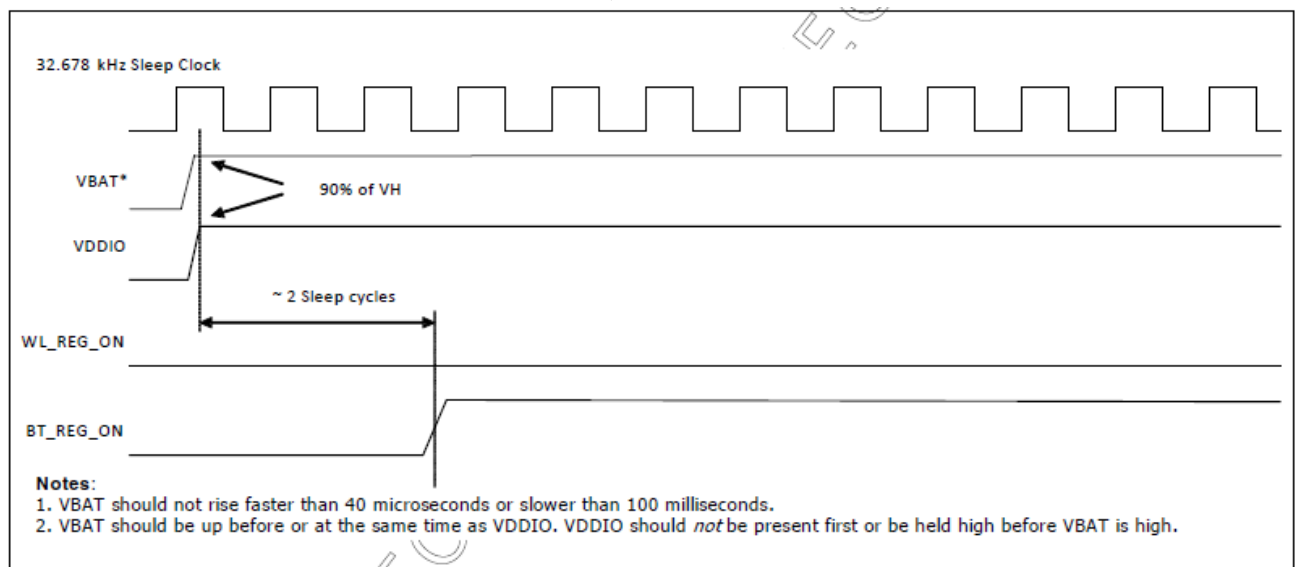 32.678 kHz Sleep Clock
VBAT*
90% of VH
VDDIO
~ 2 Sleep cycles
WL_REG_ON
BT_REG_ON
Notes:
1. VBAT should not rise faster than 40 microseconds or slower than 100 milliseconds.
2. VBAT should be up before or at the same time as VDDIO. VDDIO should not be present first or be held high before VBAT is high.